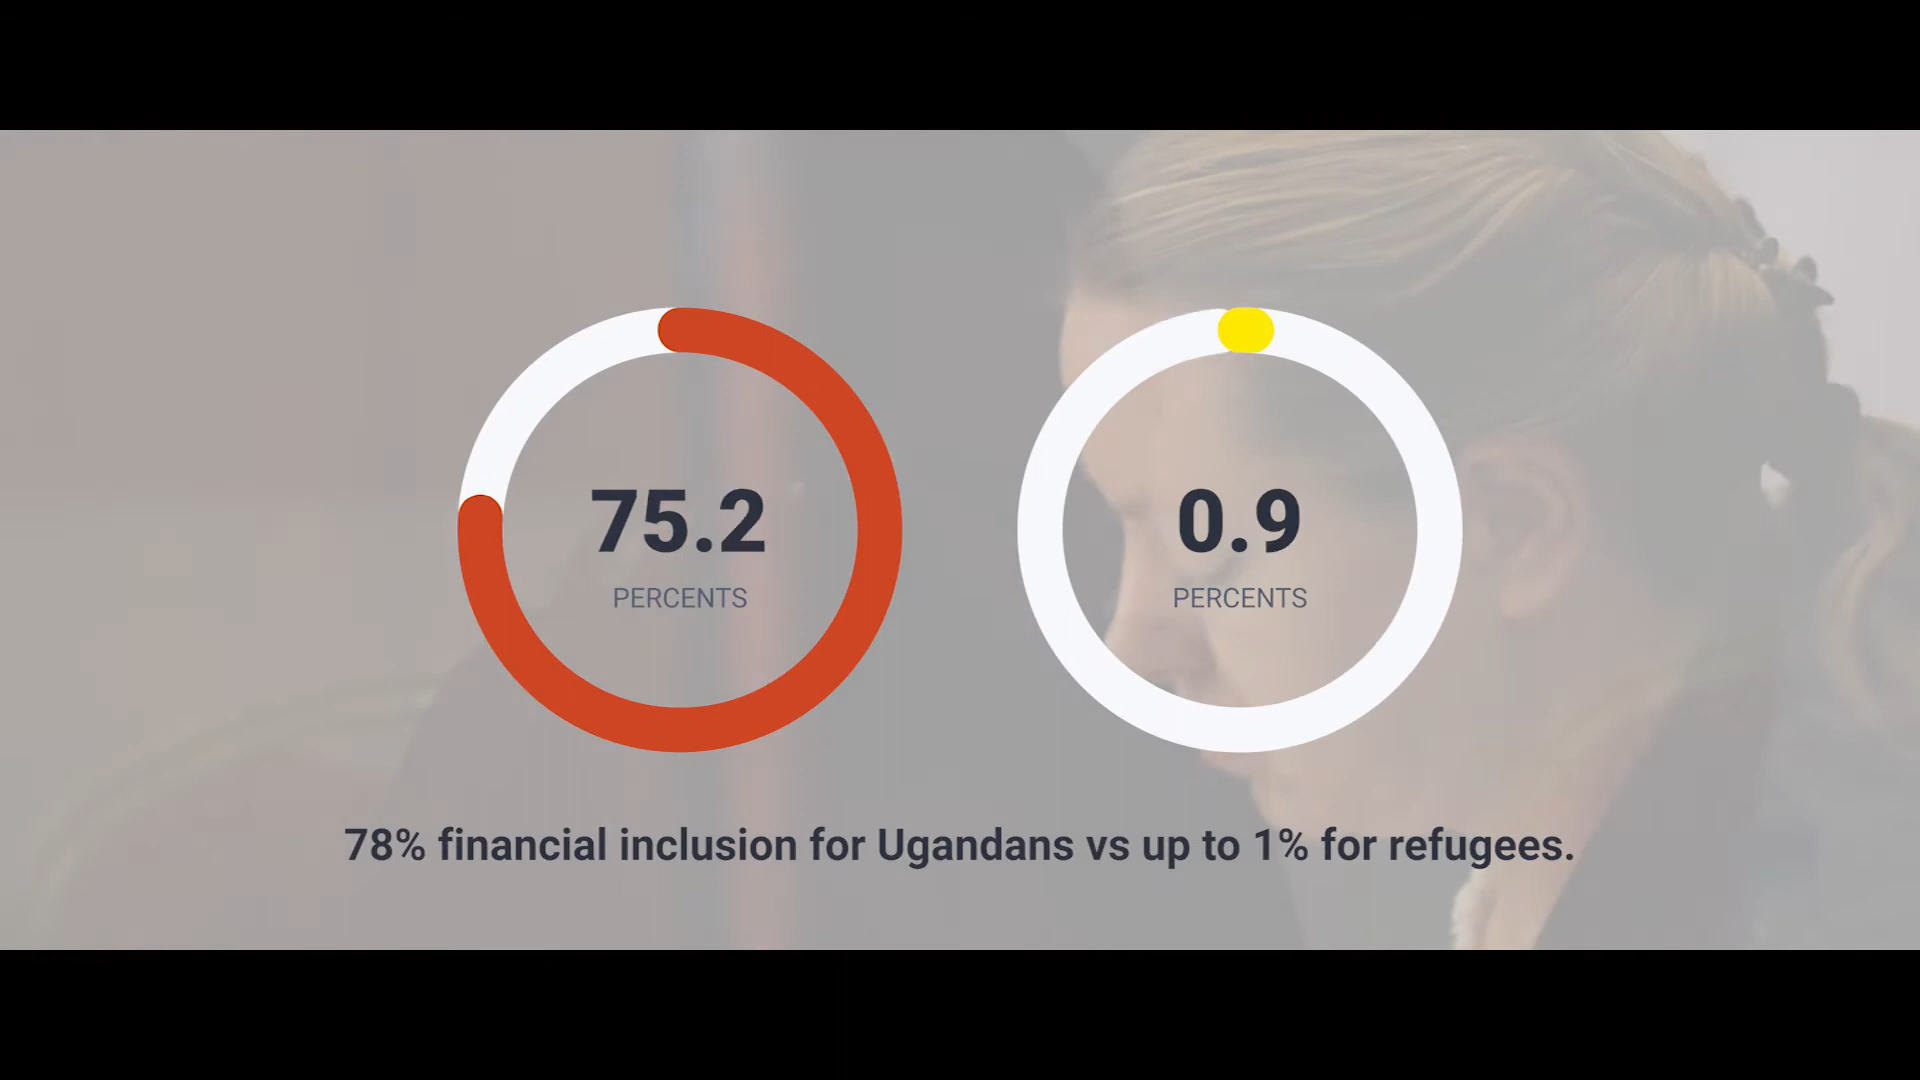 75.2
PERCENTS
0.9
PERCENTS
78% financial inclusion for Ugandans vs up to 1% for refugees.